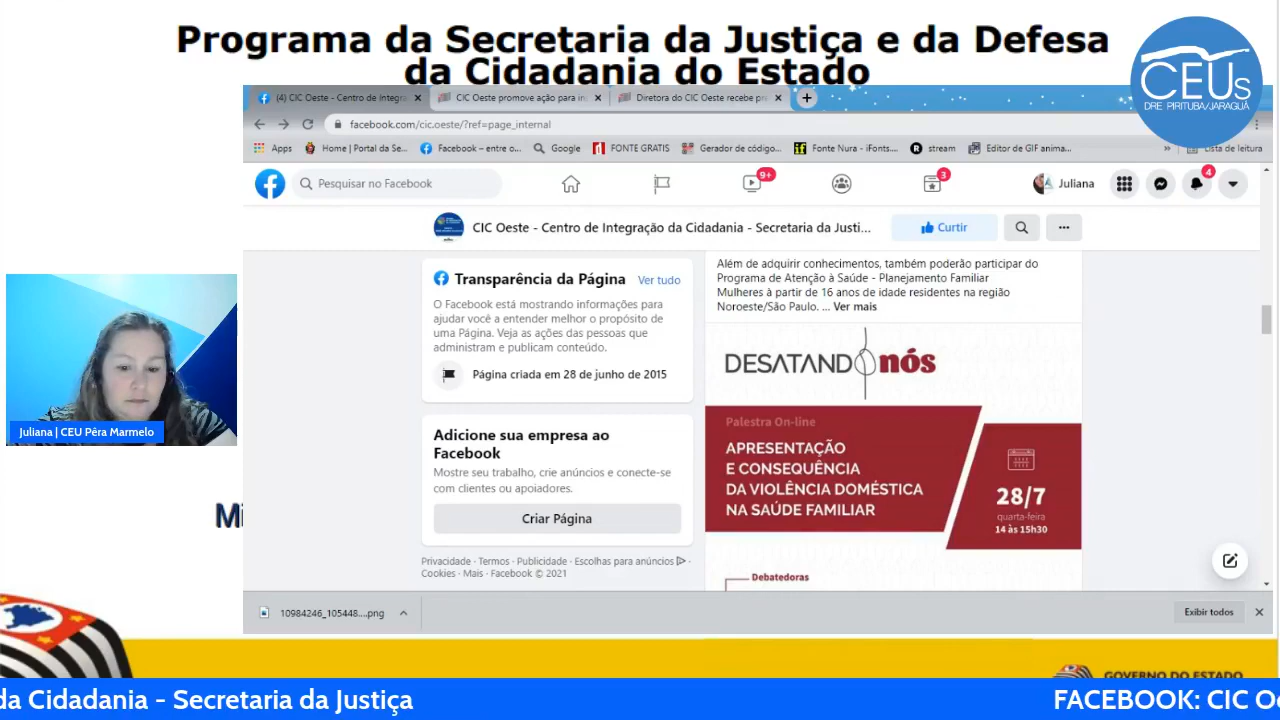 Programa da Secretaria da Justiça e da Defesa
da Cidadania do Estado
CEUs
DRE PIRITUBA/JARAGUÁ
(4) CIC Oeste - Centro de Integra
CIC Oeste promove ação para in
Diretora do CIC Oeste recebe pre
facebook.com/cic.oeste/?ref=page_internal
Apps
Home | Portal da Se...
Facebook – entre o...
Google
FONTE GRATIS
Gerador de código...
Fonte Nura - iFonts....
stream
Editor de GIF anima...
»
Lista de leitura
Pesquisar no Facebook
9+
3
Juliana
4
CIC Oeste - Centro de Integração da Cidadania - Secretaria da Justi...
Curtir
Transparência da Página
Ver tudo
O Facebook está mostrando informações para
ajudar você a entender melhor o propósito de
uma Página. Veja as ações das pessoas que
administram e publicam conteúdo.
Página criada em 28 de junho de 2015
Adicione sua empresa ao
Facebook
Mostre seu trabalho, crie anúncios e conecte-se
com clientes ou apoiadores.
Criar Página
Privacidade · Termos · Publicidade · Escolhas para anúncios ·
Cookies · Mais · Facebook © 2021
Além de adquirir conhecimentos, também poderão participar do
Programa de Atenção à Saúde - Planejamento Familiar
Mulheres à partir de 16 anos de idade residentes na região
Noroeste/São Paulo. ... Ver mais
DESATANDO nós
Palestra On-line
APRESENTAÇÃO
E CONSEQUÊNCIA
DA VIOLÊNCIA DOMÉSTICA
NA SAÚDE FAMILIAR
28/7
quarta-feira
14 às 15h30
Debatedoras
Juliana | CEU Pêra Marmelo
Mi
10984246_105448....png
Exibir todos
GOVERNO DO ESTADO
da Cidadania - Secretaria da Justiça
FACEBOOK: CIC Oe